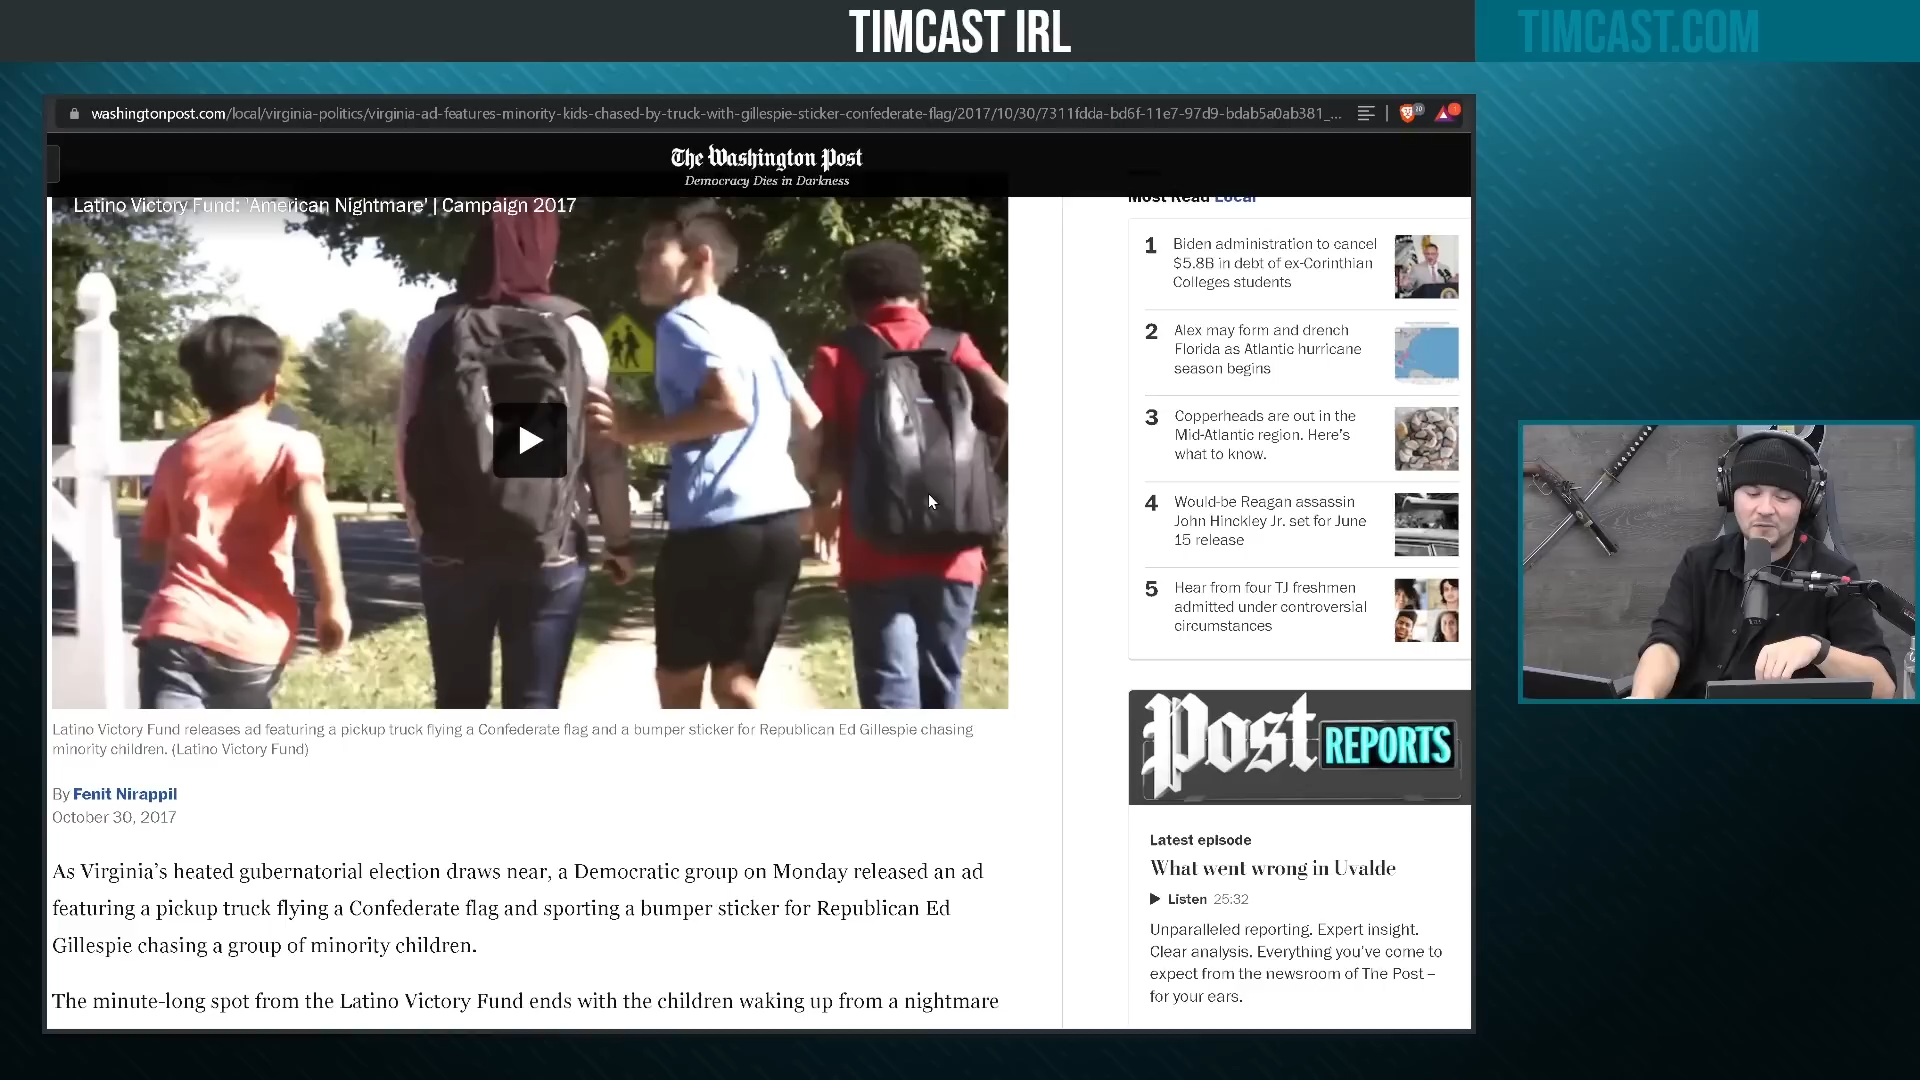 TIMCAST IRL
TIMCAST.COM
washingtonpost.com/local/virginia-politics/virginia-ad-features-minority-kids-chased-by-truck-with-gillespie-sticker-confederate-flag/2017/10/30/7311fdda-bd6f-11e7-97d9-bdab5a0ab381_...
The Washington Post
Democracy Dies in Darkness
Latino Victory Fund: 'American Nightmare' | Campaign 2017
Latino Victory Fund releases ad featuring a pickup truck flying a Confederate flag and a bumper sticker for Republican Ed Gillespie chasing
minority children. (Latino Victory Fund)
By Fenit Nirappil
October 30, 2017
As Virginia's heated gubernatorial election draws near, a Democratic group on Monday released an ad
featuring a pickup truck flying a Confederate flag and sporting a bumper sticker for Republican Ed
Gillespie chasing a group of minority children.
The minute-long spot from the Latino Victory Fund ends with the children waking up from a nightmare
Most Read Local
1 Biden administration to cancel
$5.8B in debt of ex-Corinthian
Colleges students
2 Alex may form and drench
Florida as Atlantic hurricane
season begins
3 Copperheads are out in the
Mid-Atlantic region. Here's
what to know.
4 Would-be Reagan assassin
John Hinckley Jr. set for June
15 release
5 Hear from four TJ freshmen
admitted under controversial
circumstances
Post REPORTS
Latest episode
What went wrong in Uvalde
Listen 25:32
Unparalleled reporting. Expert insight.
Clear analysis. Everything you've come to
expect from the newsroom of The Post –
for your ears.